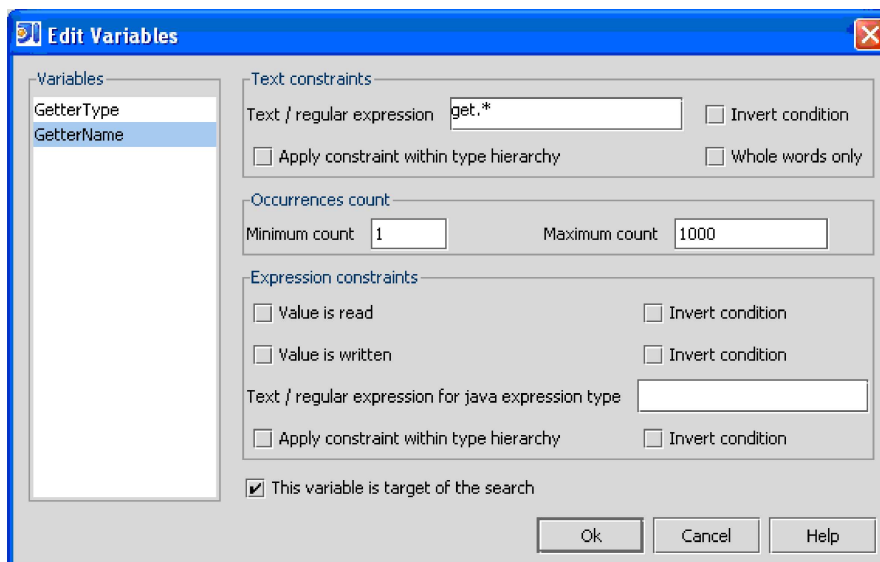 Edit Variables
Variables
GetterType
GetterName
Text constraints
Text / regular expression get.* Invert condition
Apply constraint within type hierarchy Whole words only
Occurrences count
Minimum count 1 Maximum count 1000
Expression constraints
Value is read Invert condition
Value is written Invert condition
Text / regular expression for java expression type
Apply constraint within type hierarchy Invert condition
This variable is target of the search
Ok Cancel Help